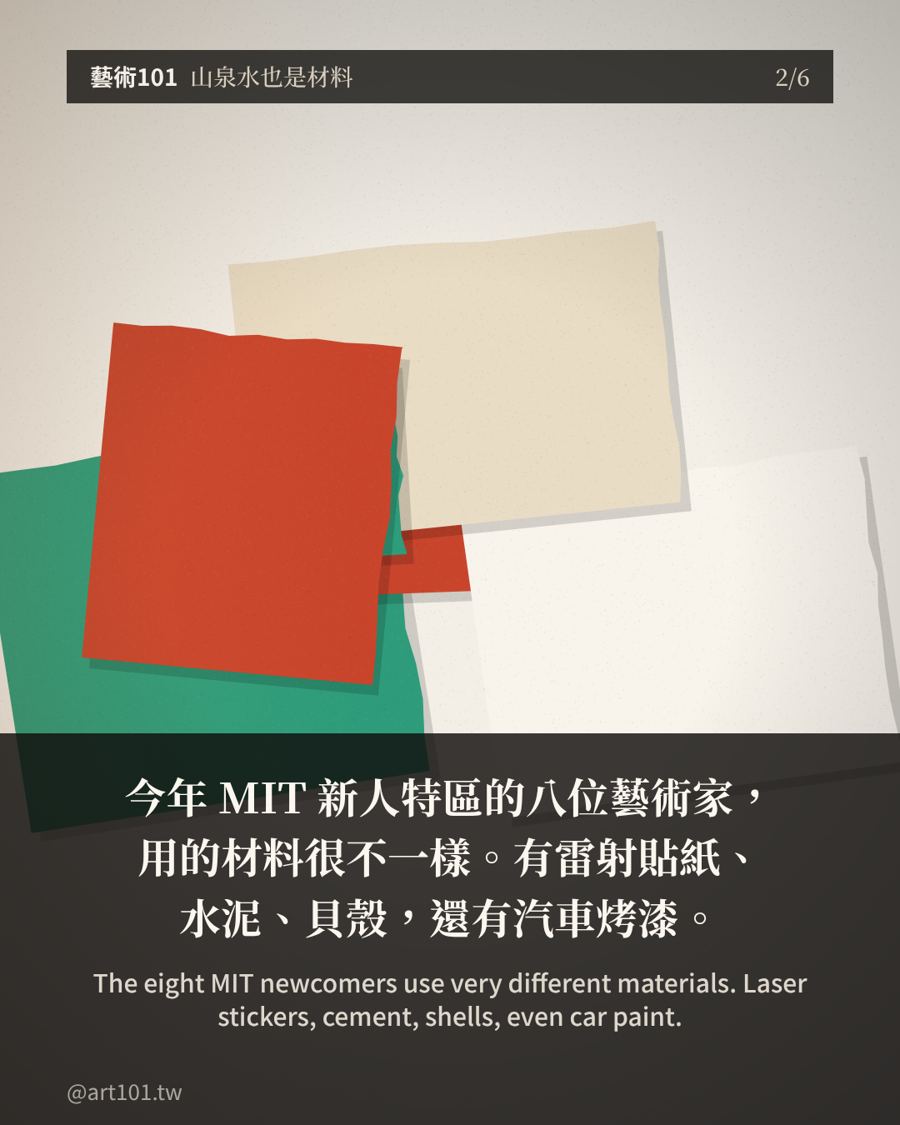 藝術101 山泉水也是材料 2/6
今年 MIT 新人特區的八位藝術家，
用的材料很不一樣。有雷射貼紙、
水泥、貝殼，還有汽車烤漆。
The eight MIT newcomers use very different materials. Laser
stickers, cement, shells, even car paint.
@art101.tw